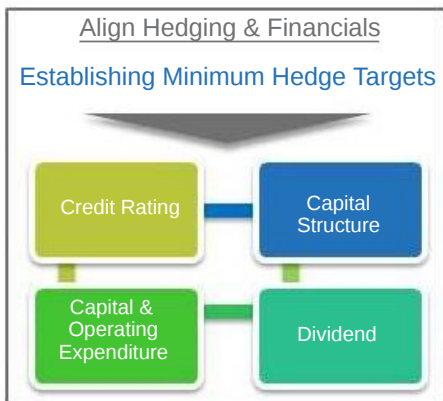 Align Hedging & Financials
Establishing Minimum Hedge Targets
Credit Rating
Capital
Structure
Capital &
Operating
Expenditure
Dividend